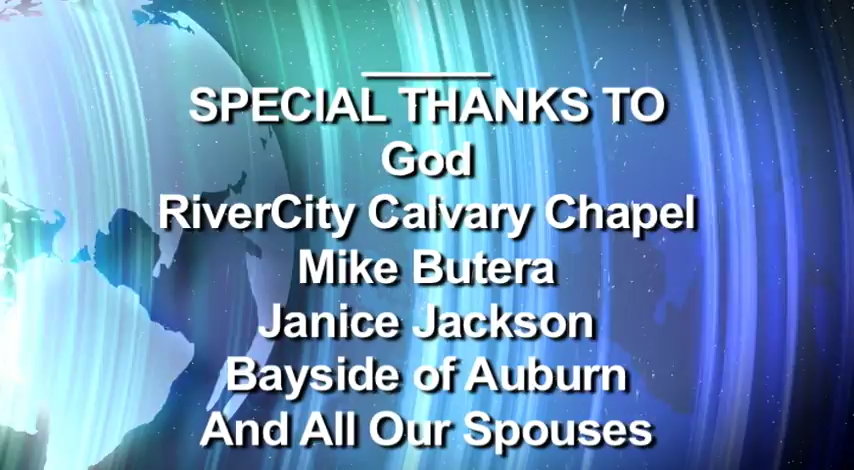 SPECIAL THANKS TO
God
RiverCity Calvary Chapel
Mike Butera
Janice Jackson
Bayside of Auburn
And All Our Spouses